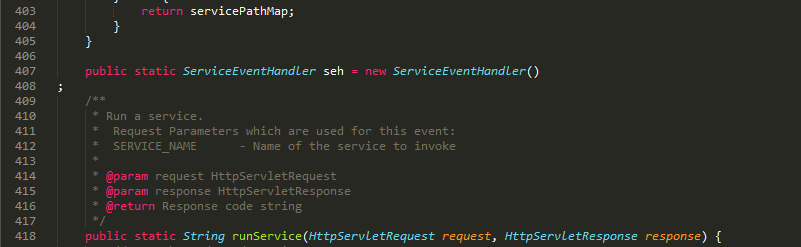 403 return servicePathMap;
404 }
405 }
406
407 public static ServiceEventHandler seh = new ServiceEventHandler()
408 ;
409 /**
410 * Run a service.
411 *  Request Parameters which are used for this event:
412 *  SERVICE_NAME      - Name of the service to invoke
413 *
414 * @param request HttpServletRequest
415 * @param response HttpServletResponse
416 * @return Response code string
417 */
418 public static String runService(HttpServletRequest request, HttpServletResponse response) {